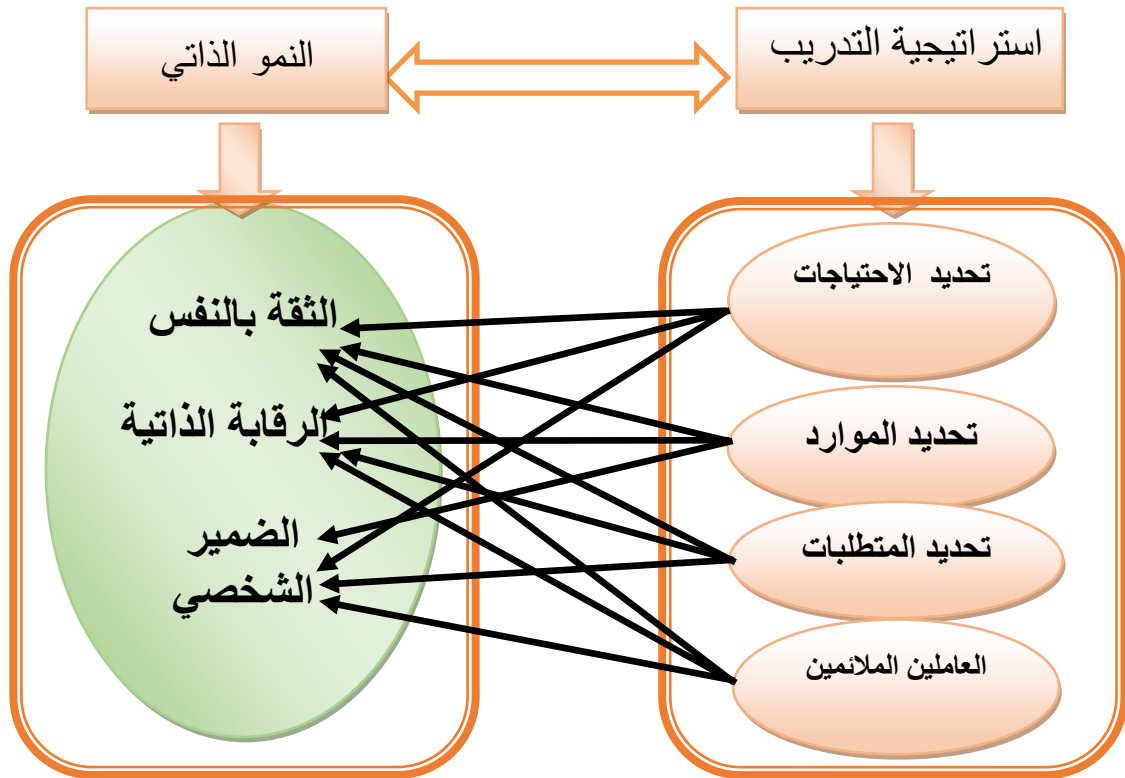 استراتيجية التدريب
النمو الذاتي
تحديد الاحتياجات
تحديد الموارد
تحديد المتطلبات
العاملين الملائمين
الثقة بالنفس
الرقابة الذاتية
الضمير
الشخصي